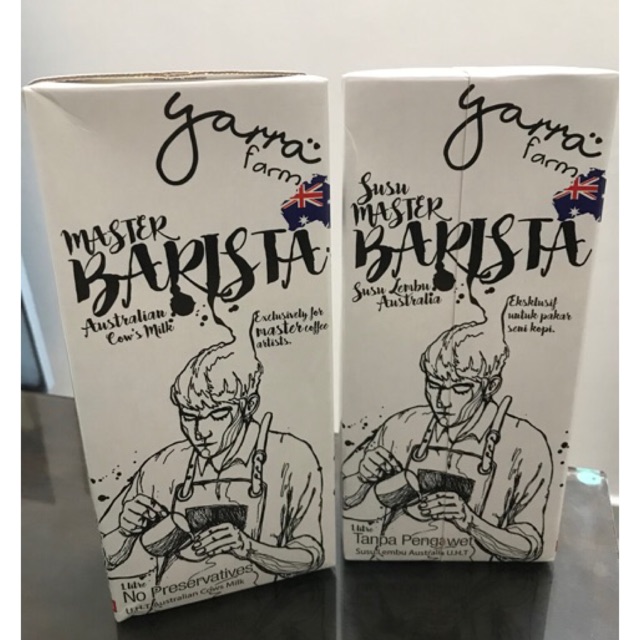 yarra
farm
MASTER
BARISTA
Australian
Cow's Milk
Exclusively for
master coffee
artists.
1 litre
No Preservatives
U.H.T Australian Cows Milk
yarra
farm
Susu
MASTER
BARISTA
Susu Lembu
Australia
Eksklusif
untuk pakar
seni kopi.
1 litre
Tanpa Pengawet
Susu Lembu Australia U.H.T